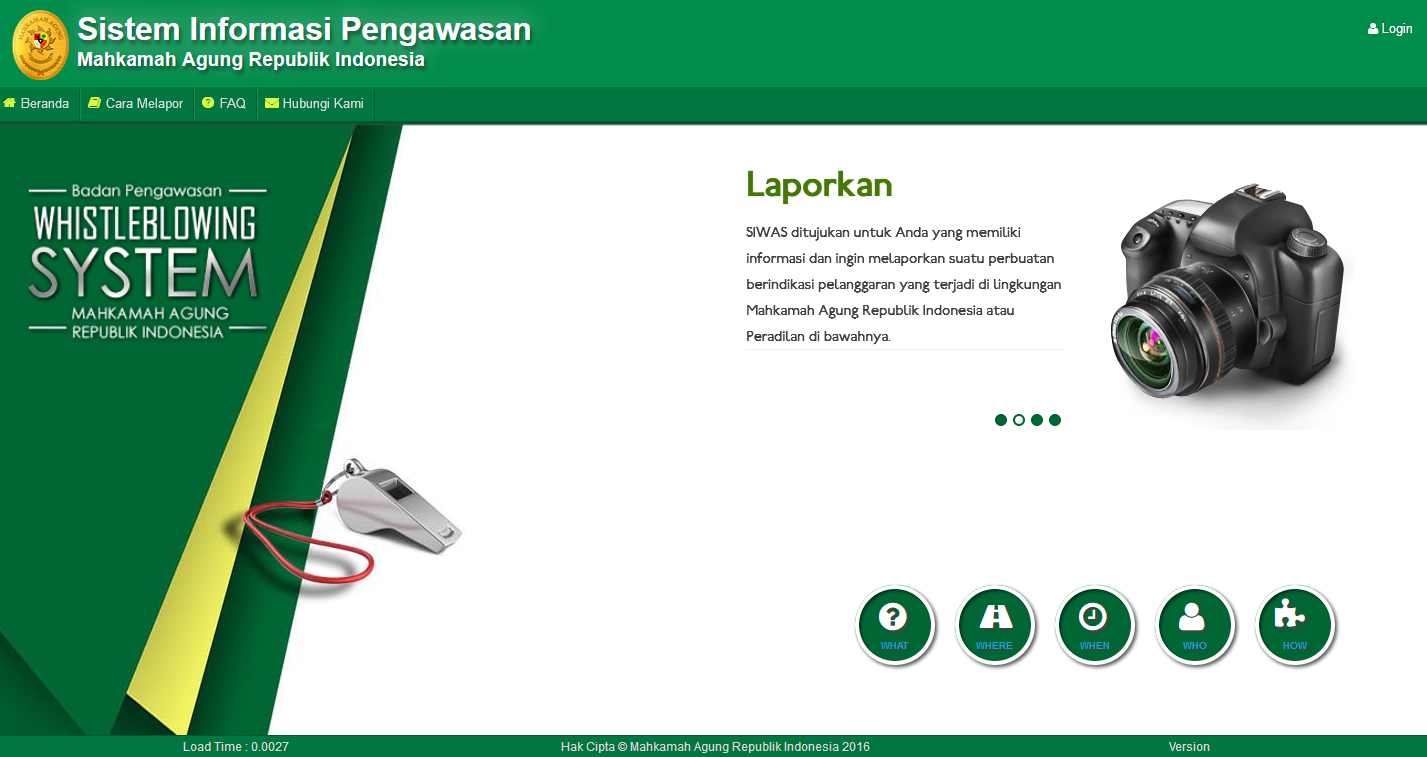 Sistem Informasi Pengawasan
Mahkamah Agung Republik Indonesia
Login
Beranda
Cara Melapor
FAQ
Hubungi Kami
Badan Pengawasan
WHISTLEBLOWING
SYSTEM
MAHKAMAH AGUNG
REPUBLIK INDONESIA
Laporkan
SIWAS ditujukan untuk Anda yang memiliki
informasi dan ingin melaporkan suatu perbuatan
berindikasi pelanggaran yang terjadi di lingkungan
Mahkamah Agung Republik Indonesia atau
Peradilan di bawahnya.
WHAT
WHERE
WHEN
WHO
HOW
Load Time : 0.0027
Hak Cipta © Mahkamah Agung Republik Indonesia 2016
Version